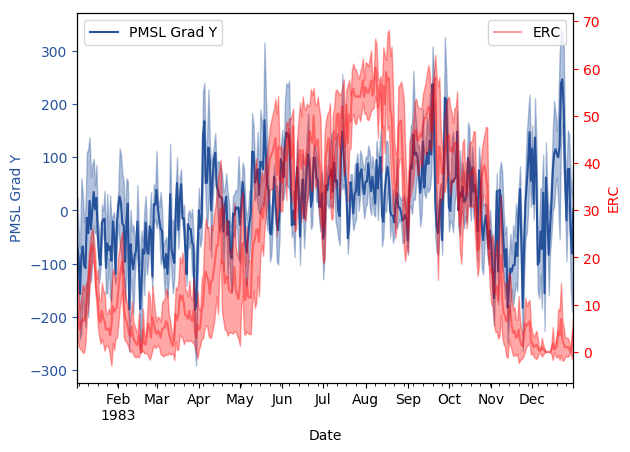 PMSL Grad Y
ERC
300
200
100
0
−100
−200
−300
PMSL Grad Y
70
60
50
40
30
20
10
0
ERC
Feb Mar Apr May Jun Jul Aug Sep Oct Nov Dec
1983
Date